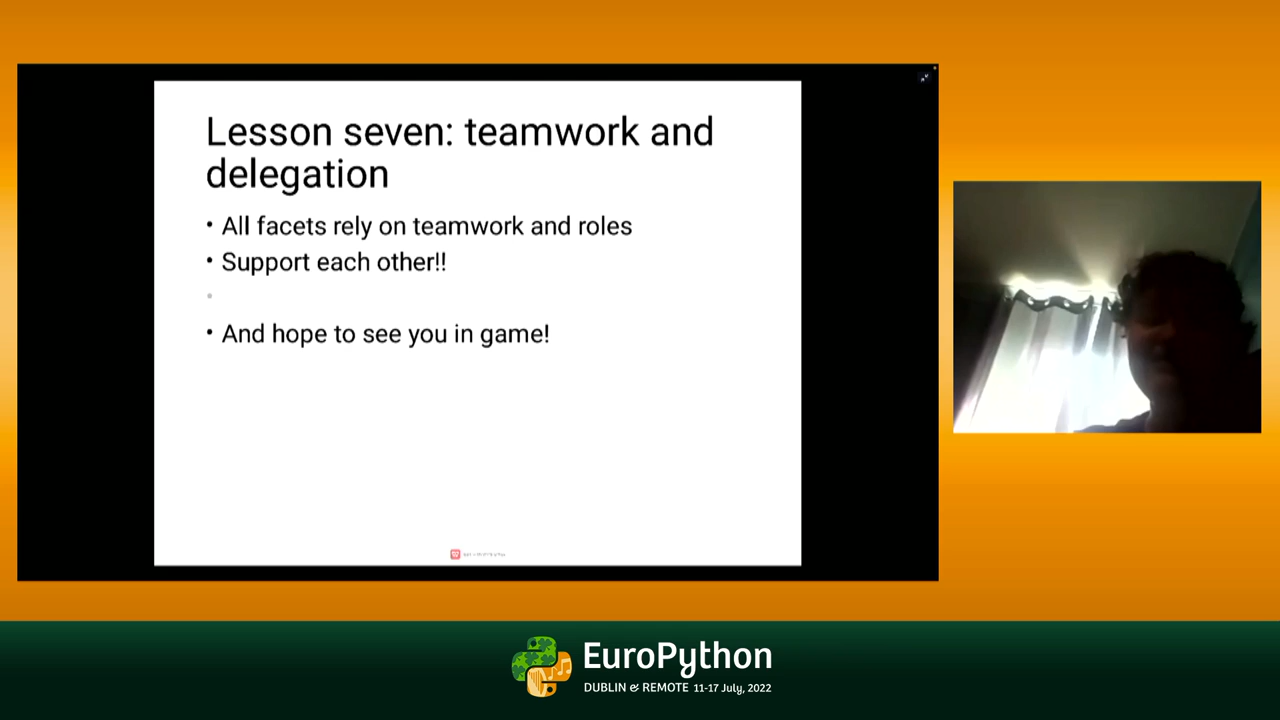 Lesson seven: teamwork and
delegation
• All facets rely on teamwork and roles
• Support each other!!
•
• And hope to see you in game!
EuroPython
DUBLIN & REMOTE 11-17 July, 2022